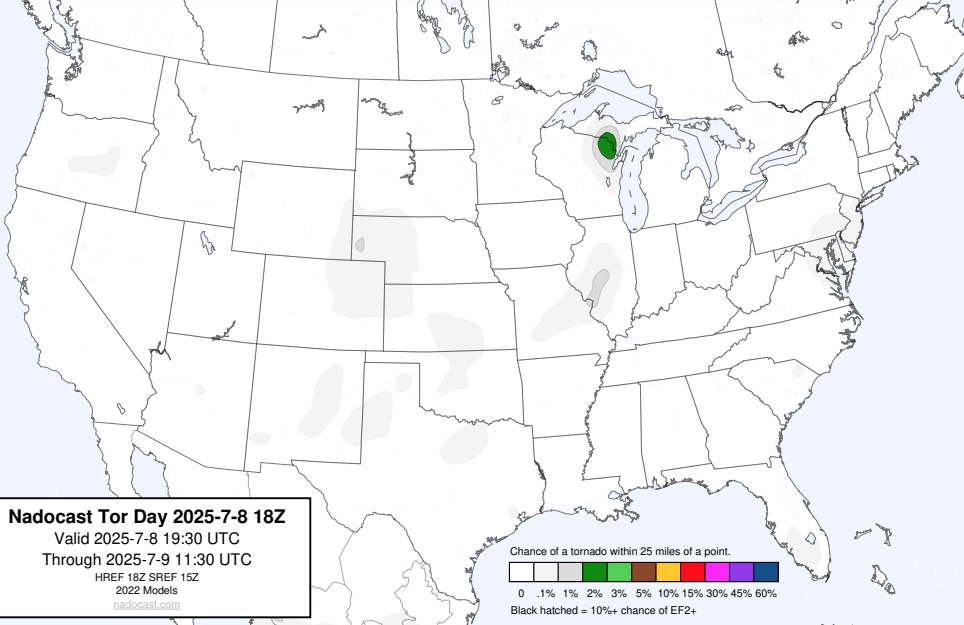 Nadocast Tor Day 2025-7-8 18Z
Valid 2025-7-8 19:30 UTC
Through 2025-7-9 11:30 UTC
HREF 18Z SREF 15Z
2022 Models
nadocast.com
Chance of a tornado within 25 miles of a point.
0 .1% 1% 2% 3% 5% 10% 15% 30% 45% 60%
Black hatched = 10%+ chance of EF2+